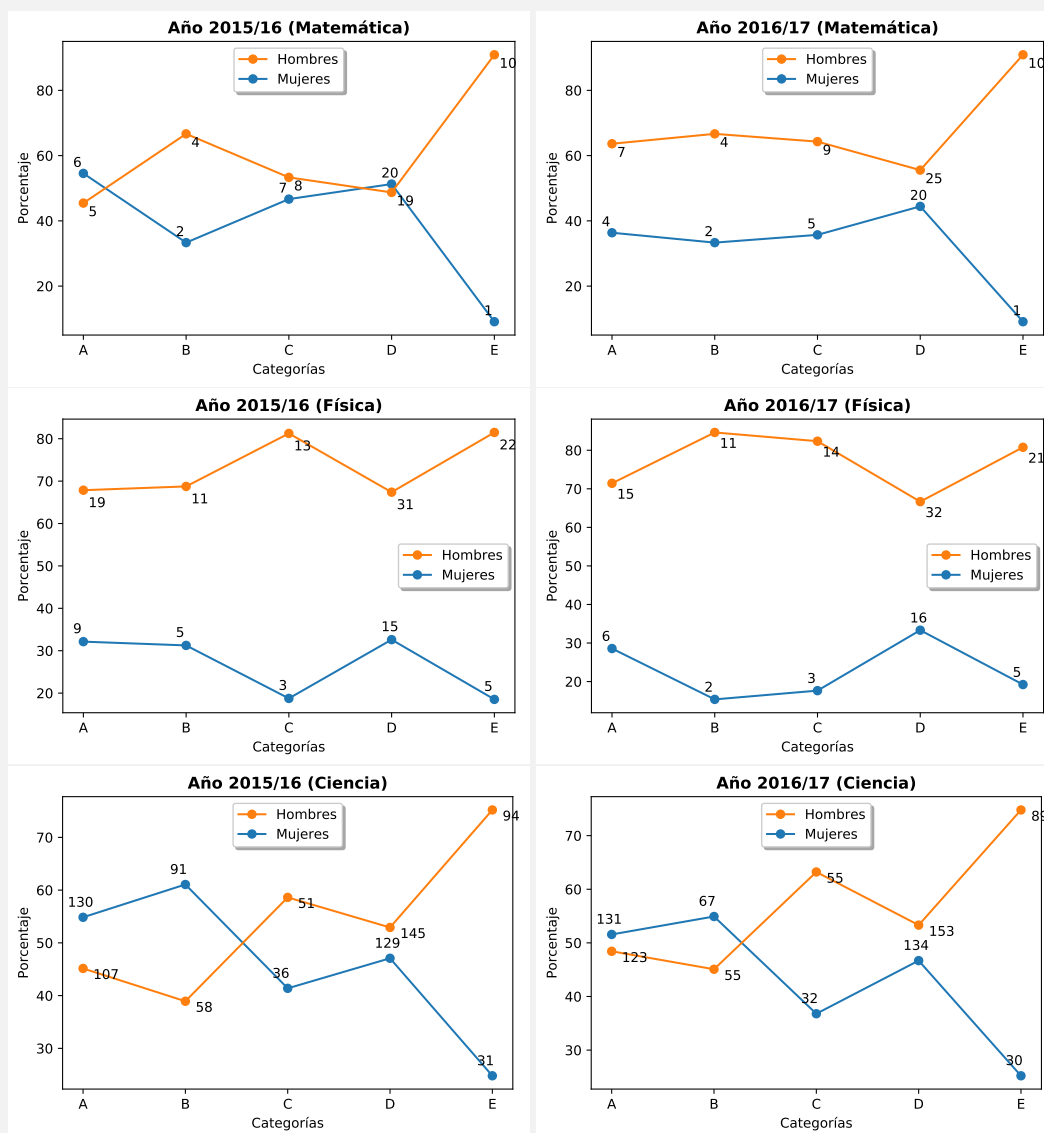 Año 2015/16 (Matemática)
Hombres
Mujeres
Porcentaje
80
60
40
20
6
5
4
2
7
8
20
19
10
1
A
B
C
D
E
Categorías
Año 2016/17 (Matemática)
Hombres
Mujeres
Porcentaje
80
60
40
20
7
4
4
2
9
5
25
20
10
1
A
B
C
D
E
Categorías
Año 2015/16 (Física)
Hombres
Mujeres
Porcentaje
80
70
60
50
40
30
20
19
9
11
5
13
3
31
15
22
5
A
B
C
D
E
Categorías
Año 2016/17 (Física)
Hombres
Mujeres
Porcentaje
80
70
60
50
40
30
20
15
6
11
2
14
3
32
16
21
5
A
B
C
D
E
Categorías
Año 2015/16 (Ciencia)
Hombres
Mujeres
Porcentaje
70
60
50
40
30
130
107
91
58
51
36
145
129
94
31
A
B
C
D
E
Categorías
Año 2016/17 (Ciencia)
Hombres
Mujeres
Porcentaje
70
60
50
40
30
131
123
67
55
55
32
153
134
89
30
A
B
C
D
E
Categorías